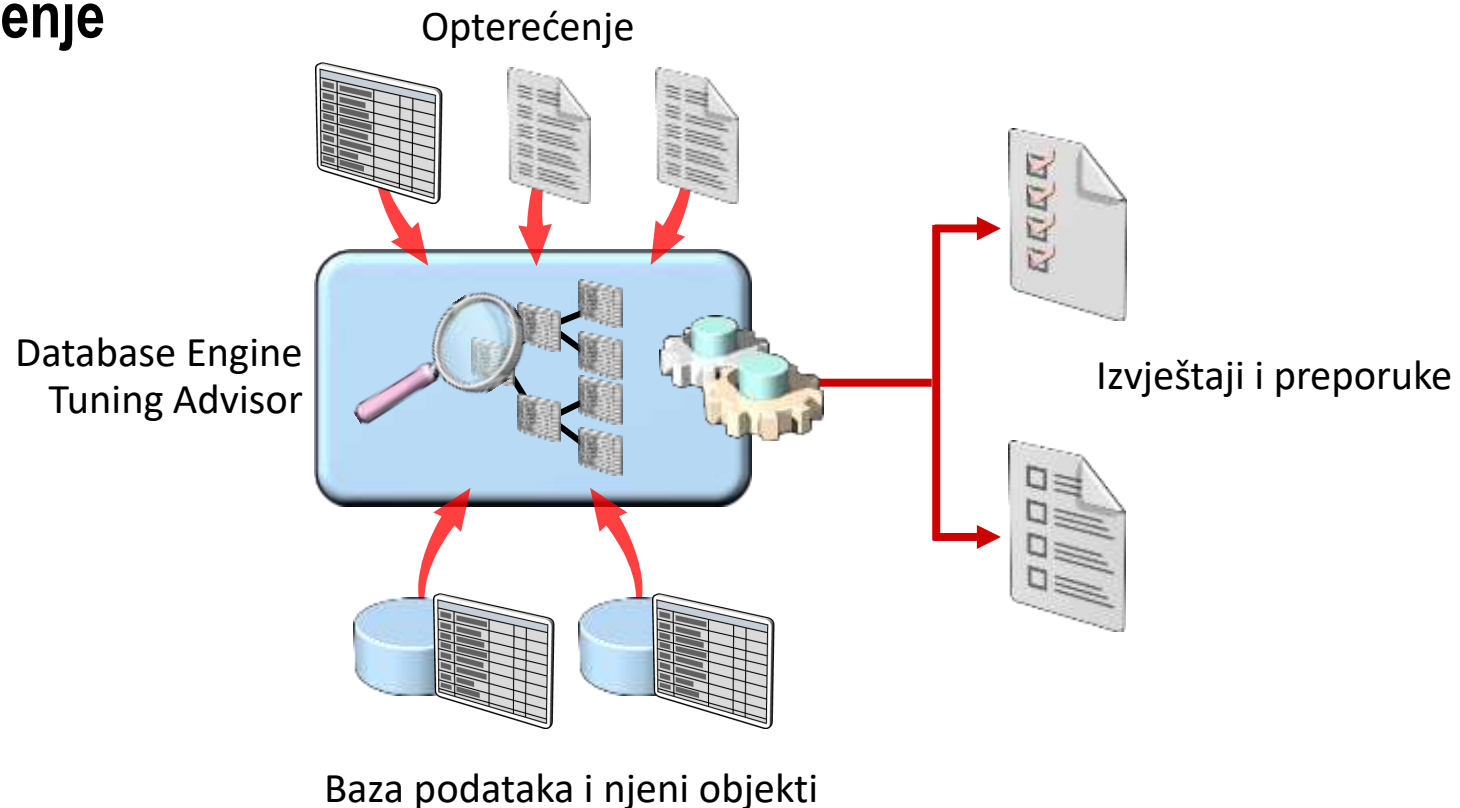 enje
Opterećenje
Database Engine
Tuning Advisor
Izvještaji i preporuke
Baza podataka i njeni objekti